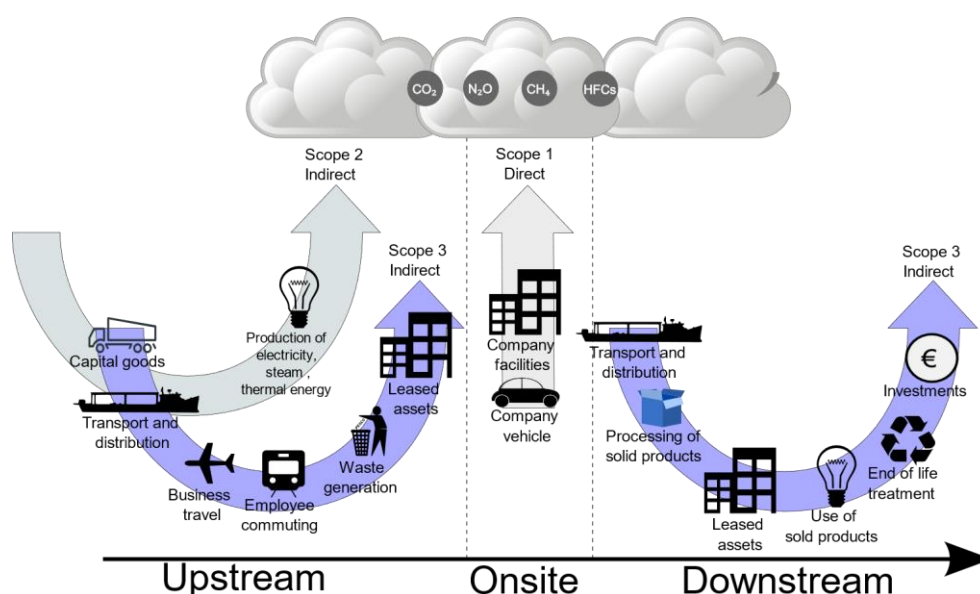 CO₂
N₂O
CH₄
HFCs
Scope 2
Indirect
Scope 1
Direct
Scope 3
Indirect
Scope 3
Indirect
Capital goods
Production of
electricity,
steam ,
thermal energy
Transport and
distribution
Business
travel
Employee
commuting
Waste
generation
Leased
assets
Company
facilities
Company
vehicle
Transport and
distribution
Processing of
solid products
Leased
assets
Use of
sold products
End of life
treatment
€
Investments
Upstream
Onsite
Downstream